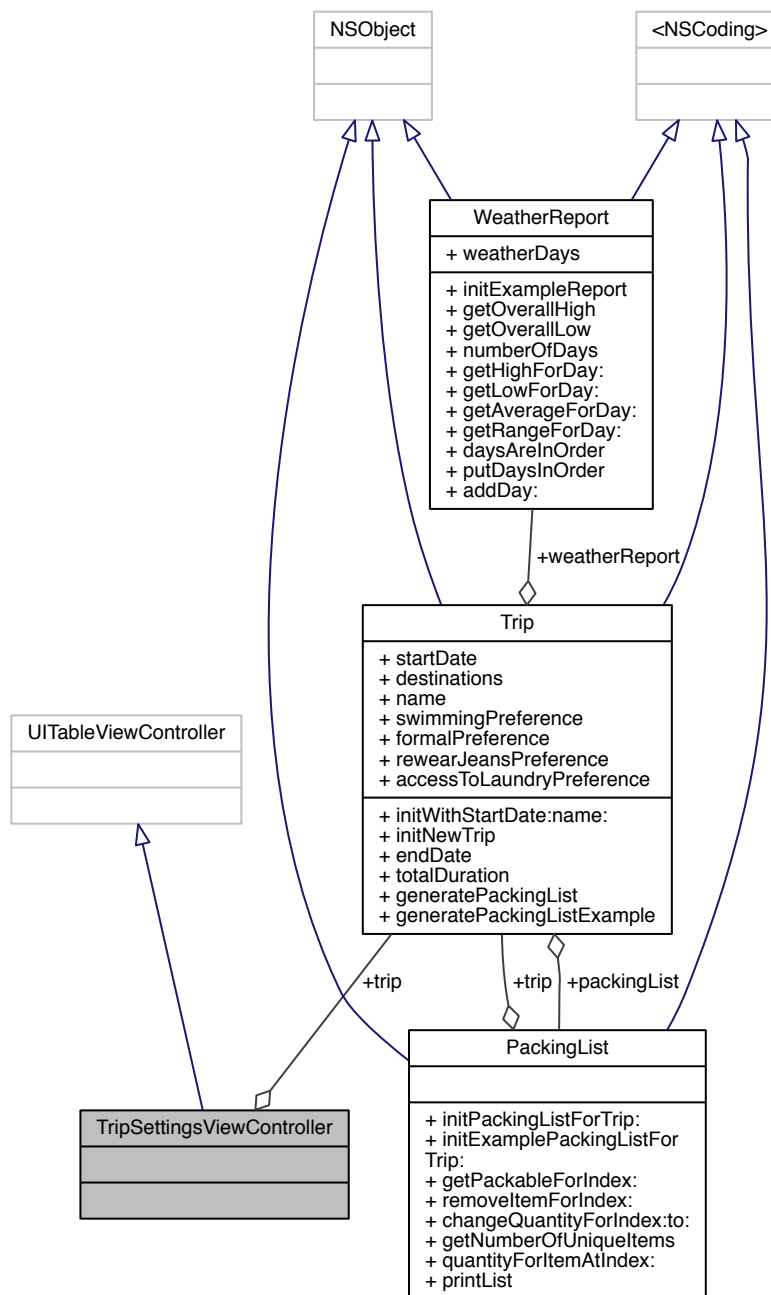 NSObject
<NSCoding>
WeatherReport
+ weatherDays
+ initExampleReport
+ getOverallHigh
+ getOverallLow
+ numberOfDays
+ getHighForDay:
+ getLowForDay:
+ getAverageForDay:
+ getRangeForDay:
+ daysAreInOrder
+ putDaysInOrder
+ addDay:
+weatherReport
Trip
+ startDate
+ destinations
+ name
+ swimmingPreference
+ formalPreference
+ rewearJeansPreference
+ accessToLaundryPreference
+ initWithStartDate:name:
+ initNewTrip
+ endDate
+ totalDuration
+ generatePackingList
+ generatePackingListExample
UITableViewController
+trip
+trip
+packingList
PackingList
+ initPackingListForTrip:
+ initExamplePackingListFor
Trip:
+ getPackableForIndex:
+ removeItemForIndex:
+ changeQuantityForIndex:to:
+ getNumberOfUniqueItems
+ quantityForItemAtIndex:
+ printList
TripSettingsViewController